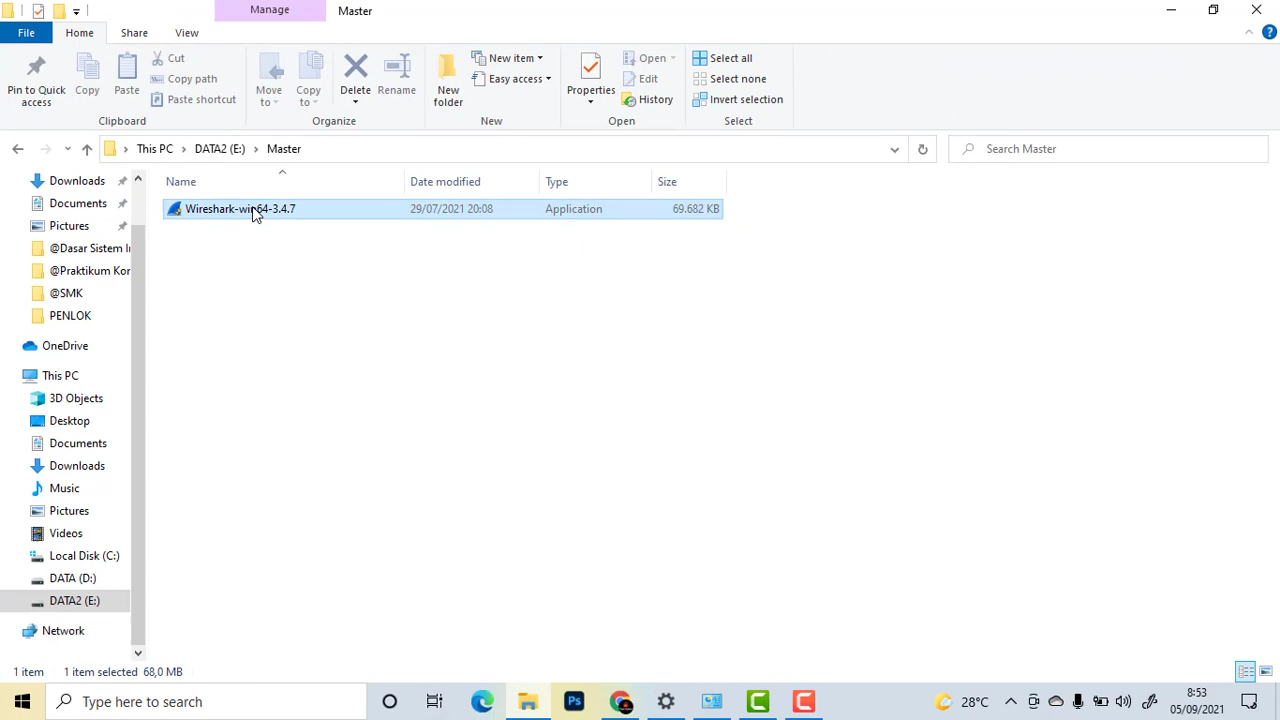 Manage
Master
File
Home
Share
View
Pin to Quick access
Copy
Paste
Cut
Copy path
Paste shortcut
Clipboard
Move to
Copy to
Delete
Rename
Organize
New folder
New item
Easy access
New
Properties
Open
Edit
History
Open
Select all
Select none
Invert selection
Select
This PC
DATA2 (E:)
Master
Search Master
Name
Date modified
Type
Size
Wireshark-win64-3.4.7
29/07/2021 20:08
Application
69.682 KB
Downloads
Documents
Pictures
@Dasar Sistem In
@Praktikum Kor
@SMK
PENLOK
OneDrive
This PC
3D Objects
Desktop
Documents
Downloads
Music
Pictures
Videos
Local Disk (C:)
DATA (D:)
DATA2 (E:)
Network
1 item
1 item selected 68,0 MB
Type here to search
Ps
28°C
8:53
05/09/2021